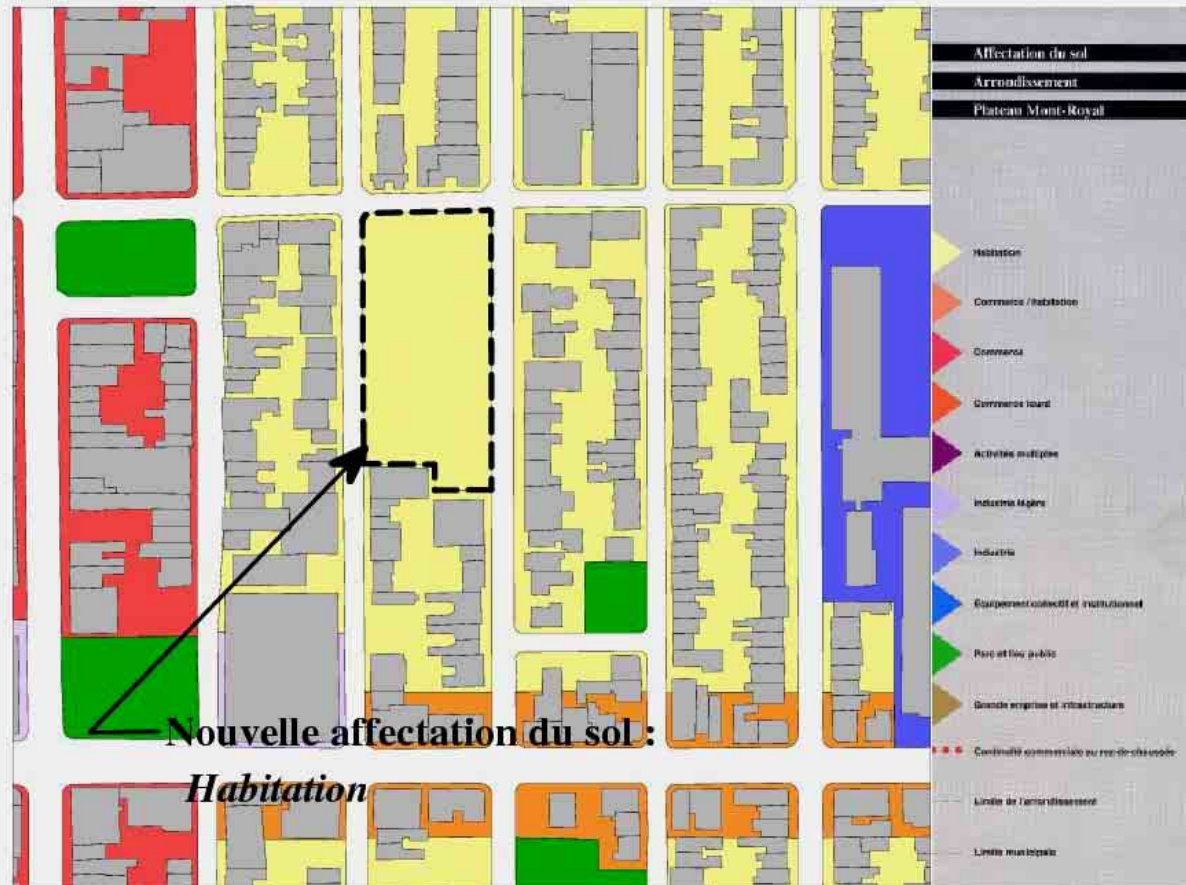 Affectation du sol
Arrondissement
Plateau Mont-Royal
Habitation
Commerce / habitation
Commerce
Commerce lourd
Activités multiples
Industrie légère
Industrie
Équipement collectif et institutionnel
Parc et lieu public
Grande emprise et infrastructure
Continuité commerciale au rez-de-chaussée
Limite de l'arrondissement
Limite municipale
Nouvelle affectation du sol :
Habitation